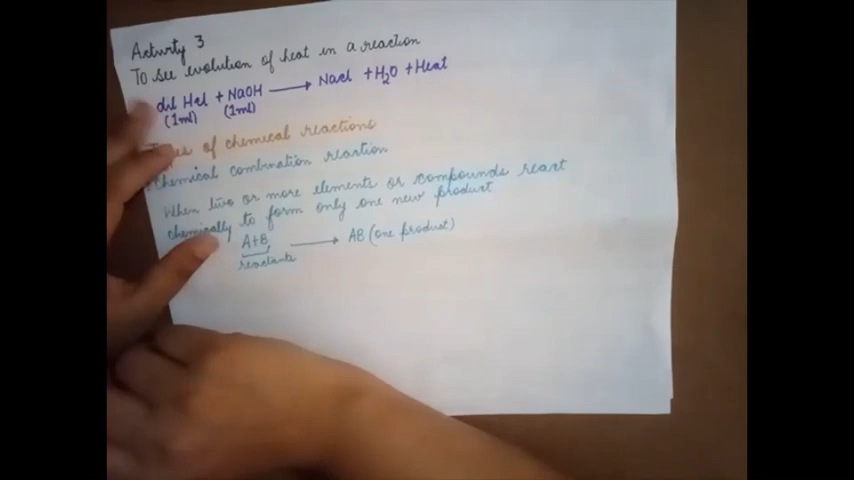 Activity 3
To see evolution of heat in a reaction
dil Hcl + NaOH ⟶ Nacl + H₂O + Heat
(1ml) (1ml)
Types of chemical reactions
Chemical combination reaction
When two or more elements or compounds react
chemically to form only one new product
A+B ⟶ AB (one product)
reactants